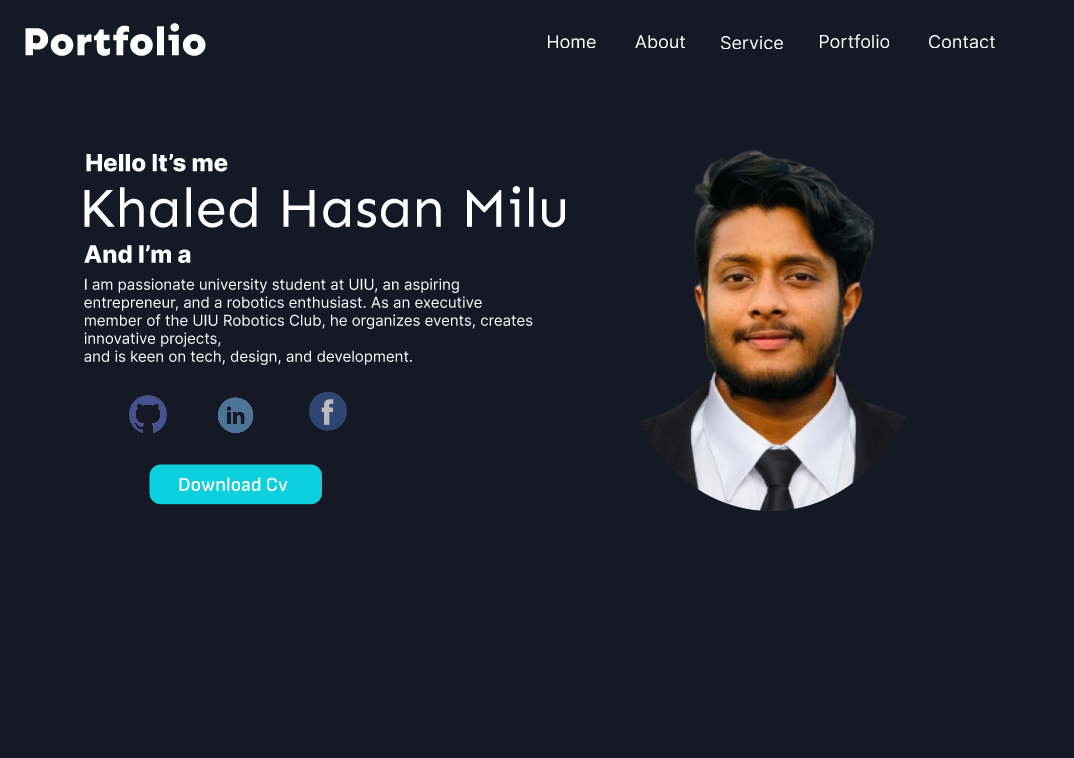 Portfolio
Home About Service Portfolio Contact
Hello It’s me
Khaled Hasan Milu
And I’m a
I am passionate university student at UIU, an aspiring
entrepreneur, and a robotics enthusiast. As an executive
member of the UIU Robotics Club, he organizes events, creates
innovative projects,
and is keen on tech, design, and development.
in
f
Download Cv